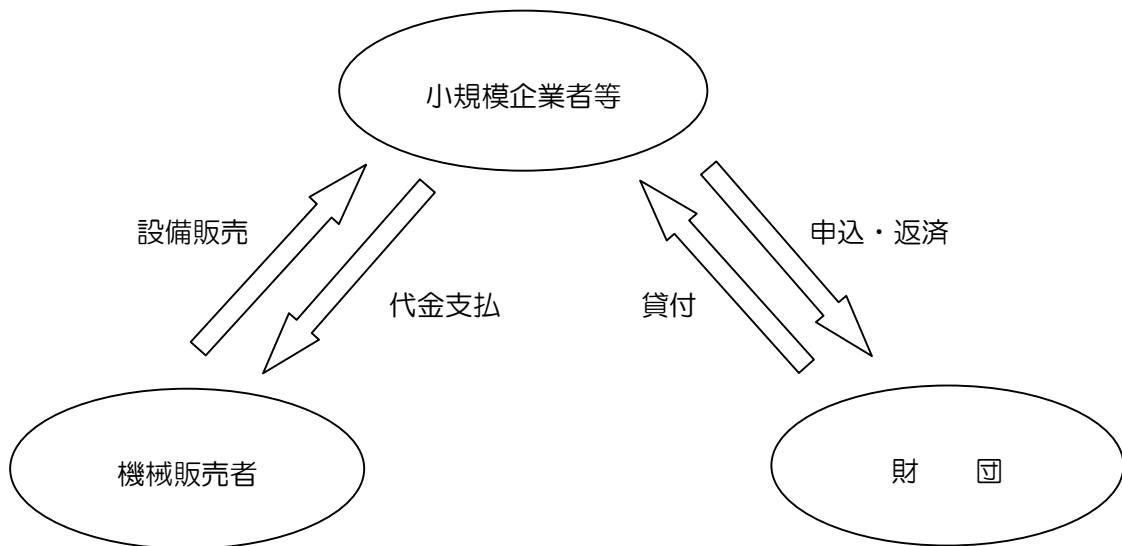 小規模企業者等
設備販売
申込・返済
代金支払
貸付
機械販売者
財　　団